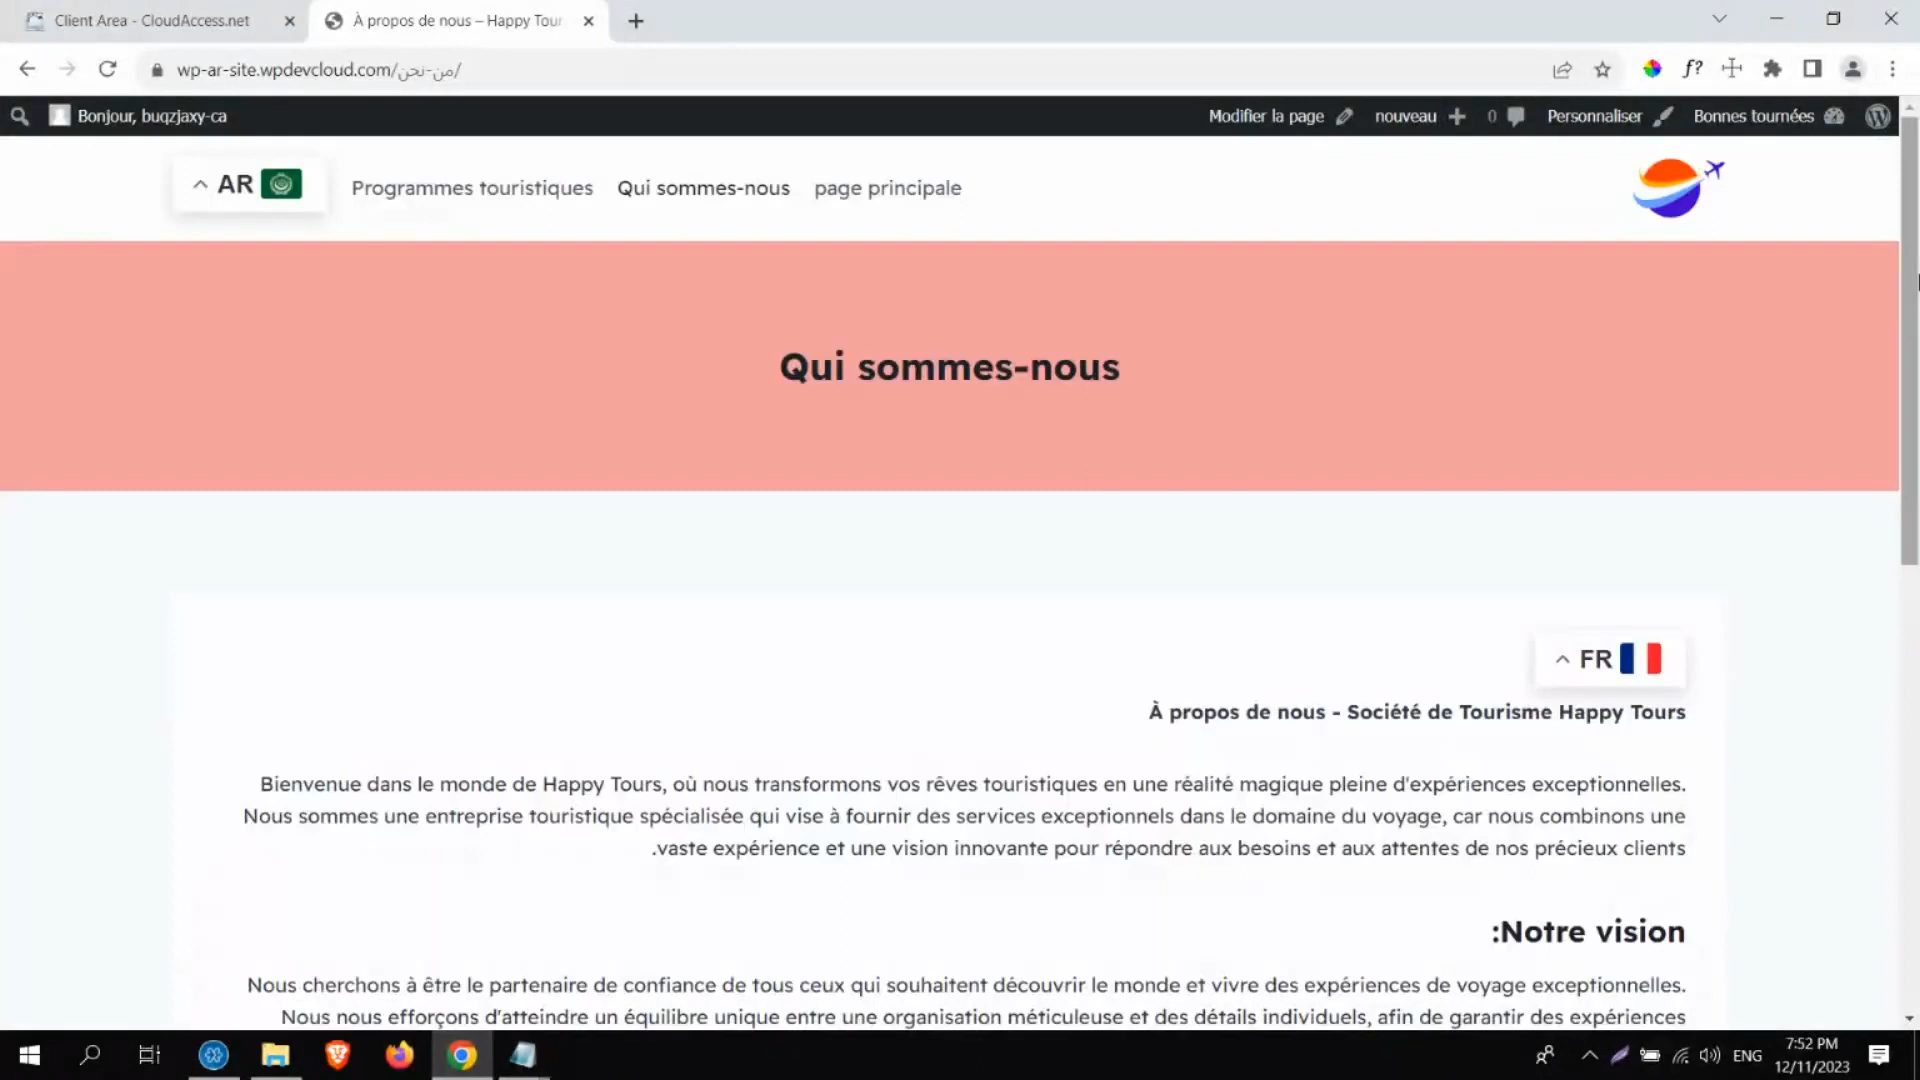 Client Area - CloudAccess.net
À propos de nous – Happy Tour
wp-ar-site.wpdevcloud.com/من-نحن/
f?
Bonjour, buqzjaxy-ca
Modifier la page
nouveau
0
Personnaliser
Bonnes tournées
AR
Programmes touristiques
Qui sommes-nous
page principale
Qui sommes-nous
FR
À propos de nous - Société de Tourisme Happy Tours
Bienvenue dans le monde de Happy Tours, où nous transformons vos rêves touristiques en une réalité magique pleine d'expériences exceptionnelles.
Nous sommes une entreprise touristique spécialisée qui vise à fournir des services exceptionnels dans le domaine du voyage, car nous combinons une
.vaste expérience et une vision innovante pour répondre aux besoins et aux attentes de nos précieux clients
:Notre vision
Nous cherchons à être le partenaire de confiance de tous ceux qui souhaitent découvrir le monde et vivre des expériences de voyage exceptionnelles.
Nous nous efforçons d'atteindre un équilibre unique entre une organisation méticuleuse et des détails individuels, afin de garantir des expériences
ENG
7:52 PM
12/11/2023